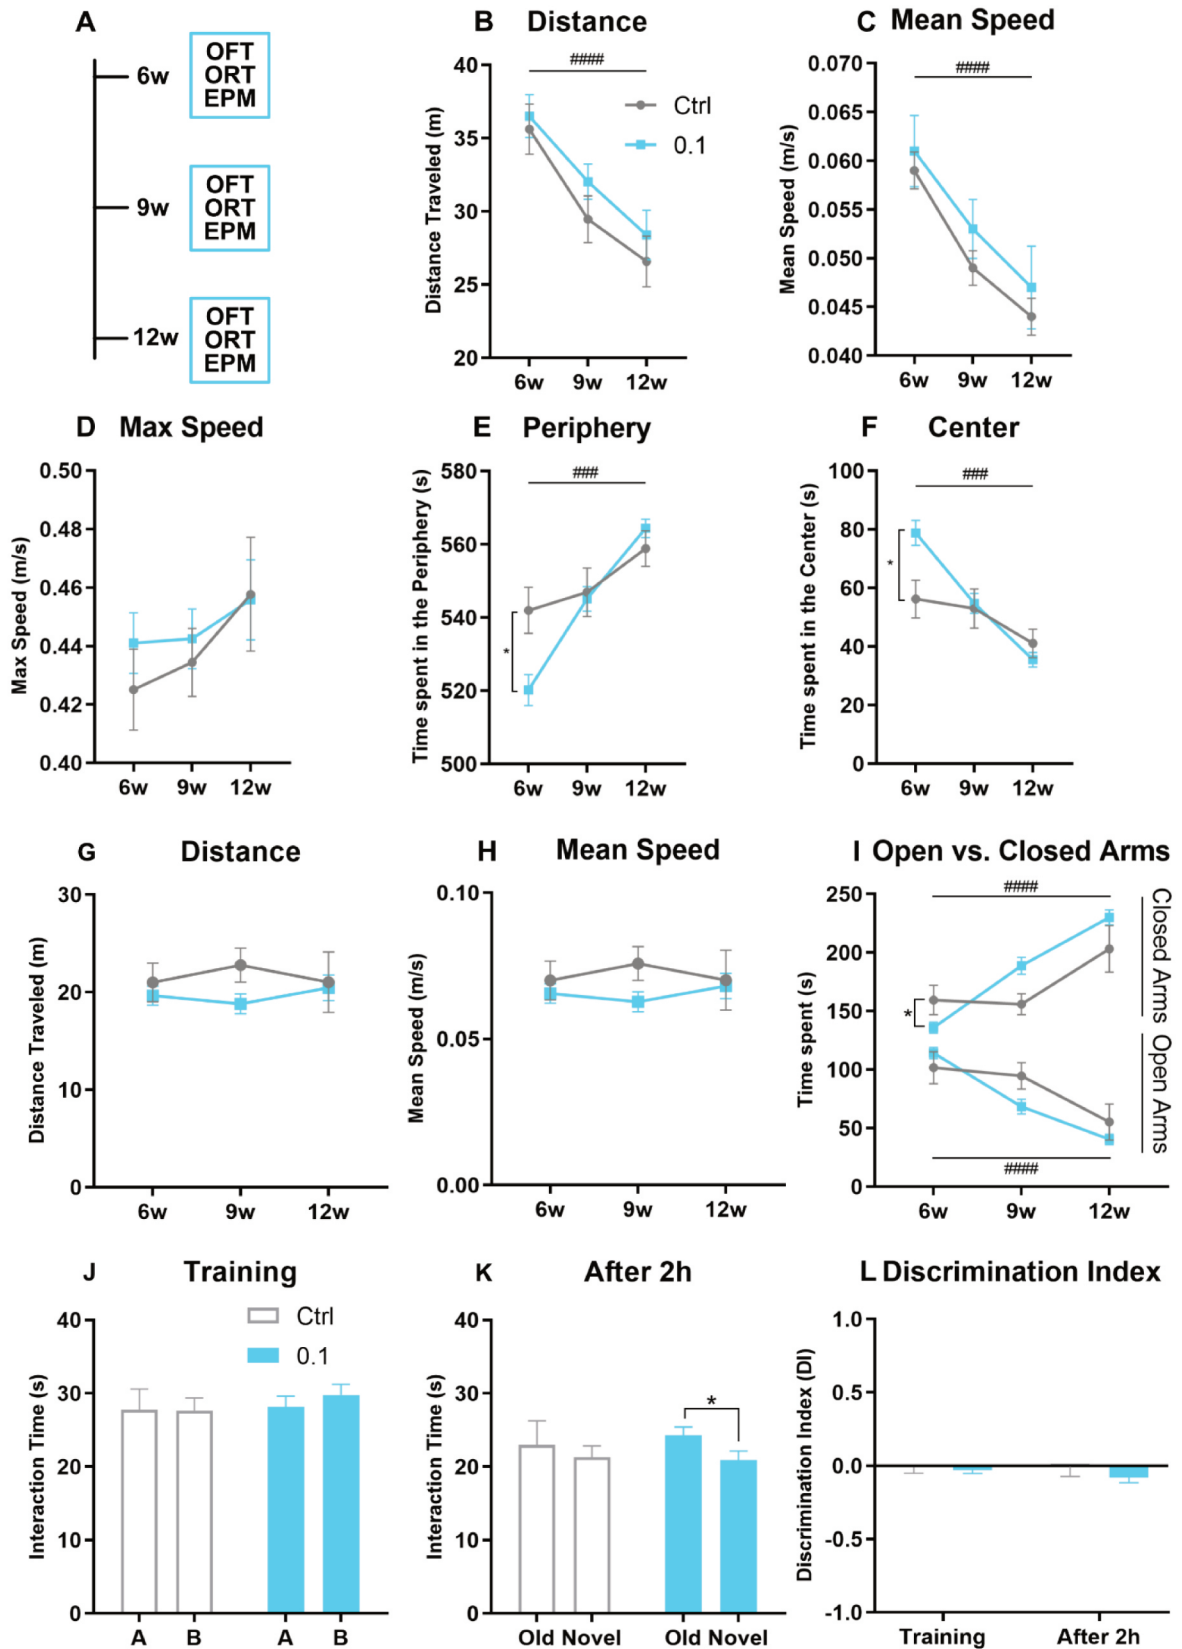 A
6w
OFT
ORT
EPM
9w
OFT
ORT
EPM
12w
OFT
ORT
EPM
B Distance
####
Ctrl
0.1
Distance Traveled (m)
40
35
30
25
20
6w 9w 12w
C Mean Speed
####
Mean Speed (m/s)
0.070
0.065
0.060
0.055
0.050
0.045
0.040
6w 9w 12w
D Max Speed
Max Speed (m/s)
0.50
0.48
0.46
0.44
0.42
0.40
6w 9w 12w
E Periphery
###
Time spent in the Periphery (s)
580
560
540
520
500
*
6w 9w 12w
F Center
###
Time spent in the Center (s)
100
80
60
40
20
0
*
6w 9w 12w
G Distance
Distance Traveled (m)
30
20
10
0
6w 9w 12w
H Mean Speed
Mean Speed (m/s)
0.10
0.05
0.00
6w 9w 12w
I Open vs. Closed Arms
####
Time spent (s)
250
200
150
100
50
0
*
Closed Arms
Open Arms
####
6w 9w 12w
J Training
Ctrl
0.1
Interaction Time (s)
40
30
20
10
0
A B A B
K After 2h
Interaction Time (s)
40
30
20
10
0
*
Old Novel Old Novel
L Discrimination Index
Discrimination Index (DI)
1.0
0.5
0.0
-0.5
-1.0
Training After 2h